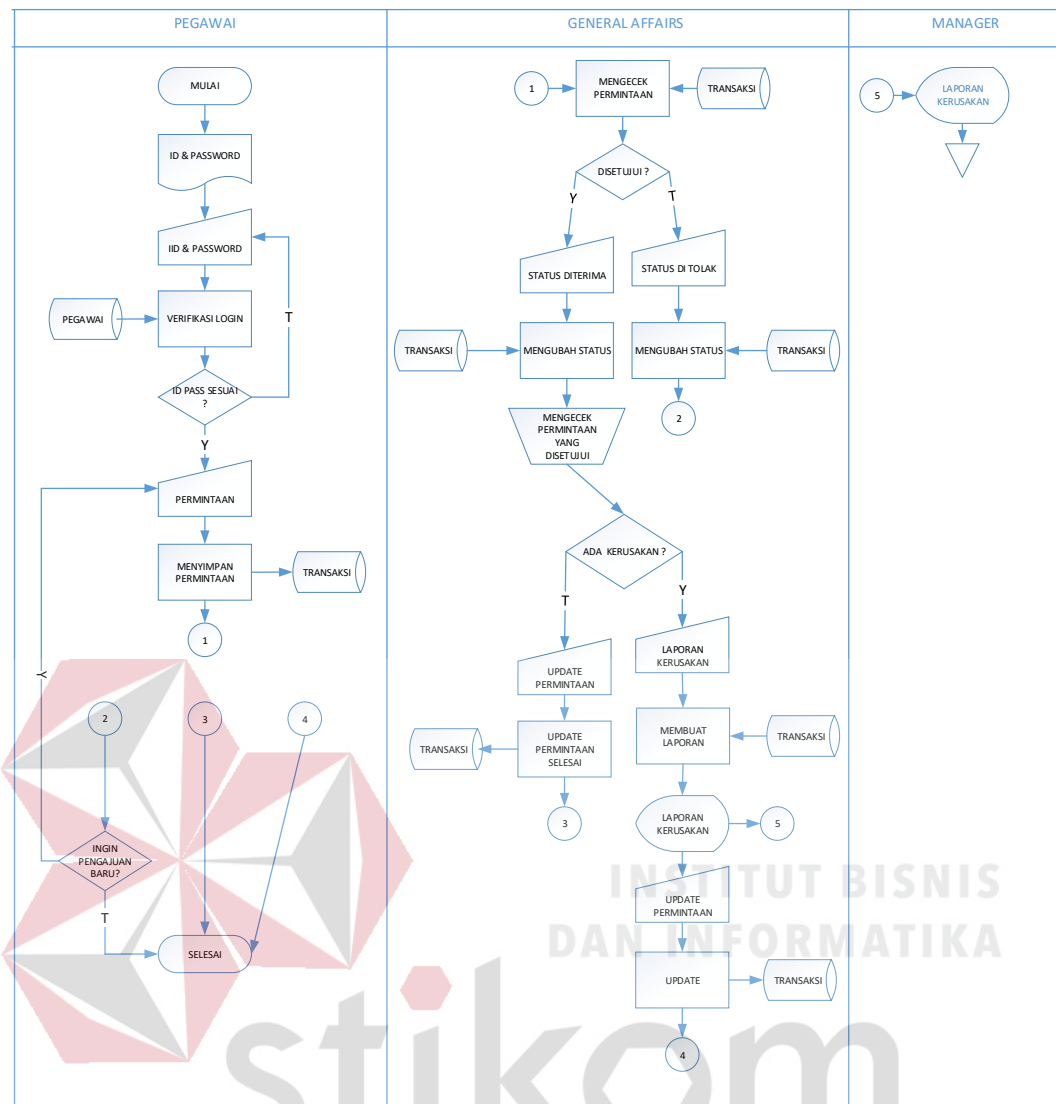 PEGAWAI
GENERAL AFFAIRS
MANAGER
MULAI
ID & PASSWORD
IID & PASSWORD
PEGAWAI
VERIFIKASI LOGIN
T
ID PASS SESUAI
?
Y
PERMINTAAN
MENYIMPAN
PERMINTAAN
TRANSAKSI
1
Y
2
3
4
INGIN
PENGAJUAN
BARU?
T
SELESAI
1
MENGECEK
PERMINTAAN
TRANSAKSI
DISETUJUI ?
Y
T
STATUS DITERIMA
STATUS DI TOLAK
TRANSAKSI
MENGUBAH STATUS
MENGUBAH STATUS
TRANSAKSI
2
MENGECEK
PERMINTAAN
YANG
DISETUJUI
ADA KERUSAKAN ?
T
Y
UPDATE
PERMINTAAN
LAPORAN
KERUSAKAN
TRANSAKSI
UPDATE
PERMINTAAN
SELESAI
MEMBUAT
LAPORAN
TRANSAKSI
3
LAPORAN
KERUSAKAN
5
UPDATE
PERMINTAAN
UPDATE
TRANSAKSI
4
5
LAPORAN
KERUSAKAN
INSTITUT BISNIS
DAN INFORMATIKA
stikom